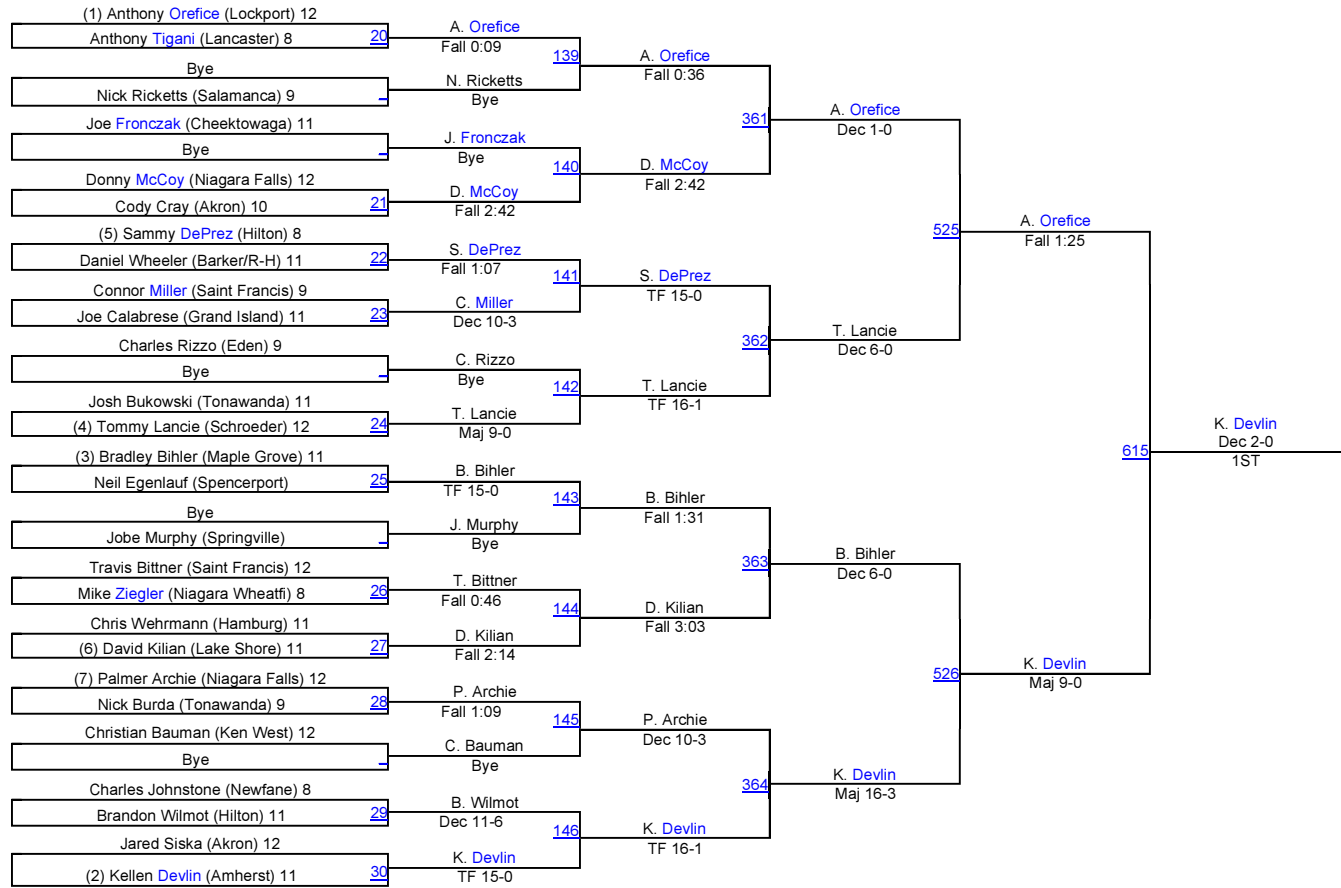 (1) Anthony Orefice (Lockport) 12
Anthony Tigani (Lancaster) 8
20
Bye
Nick Ricketts (Salamanca) 9
Joe Fronczak (Cheektowaga) 11
Bye
Donny McCoy (Niagara Falls) 12
Cody Cray (Akron) 10
21
(5) Sammy DePrez (Hilton) 8
Daniel Wheeler (Barker/R-H) 11
22
Connor Miller (Saint Francis) 9
Joe Calabrese (Grand Island) 11
23
Charles Rizzo (Eden) 9
Bye
Josh Bukowski (Tonawanda) 11
(4) Tommy Lancie (Schroeder) 12
24
(3) Bradley Bihler (Maple Grove) 11
Neil Egenlauf (Spencerport)
25
Bye
Jobe Murphy (Springville)
Travis Bittner (Saint Francis) 12
Mike Ziegler (Niagara Wheatfi) 8
26
Chris Wehrmann (Hamburg) 11
(6) David Kilian (Lake Shore) 11
27
(7) Palmer Archie (Niagara Falls) 12
Nick Burda (Tonawanda) 9
28
Christian Bauman (Ken West) 12
Bye
Charles Johnstone (Newfane) 8
Brandon Wilmot (Hilton) 11
29
Jared Siska (Akron) 12
(2) Kellen Devlin (Amherst) 11
30
A. Orefice
Fall 0:09
139
N. Ricketts
Bye
J. Fronczak
Bye
140
D. McCoy
Fall 2:42
S. DePrez
Fall 1:07
141
C. Miller
Dec 10-3
C. Rizzo
Bye
142
T. Lancie
Maj 9-0
B. Bihler
TF 15-0
143
J. Murphy
Bye
T. Bittner
Fall 0:46
144
D. Kilian
Fall 2:14
P. Archie
Fall 1:09
145
C. Bauman
Bye
B. Wilmot
Dec 11-6
146
K. Devlin
TF 15-0
A. Orefice
Fall 0:36
361
D. McCoy
Fall 2:42
S. DePrez
TF 15-0
362
T. Lancie
TF 16-1
B. Bihler
Fall 1:31
363
D. Kilian
Fall 3:03
P. Archie
Dec 10-3
364
K. Devlin
TF 16-1
A. Orefice
Dec 1-0
525
T. Lancie
Dec 6-0
B. Bihler
Dec 6-0
526
K. Devlin
Maj 16-3
A. Orefice
Fall 1:25
615
K. Devlin
Maj 9-0
K. Devlin
Dec 2-0
1ST